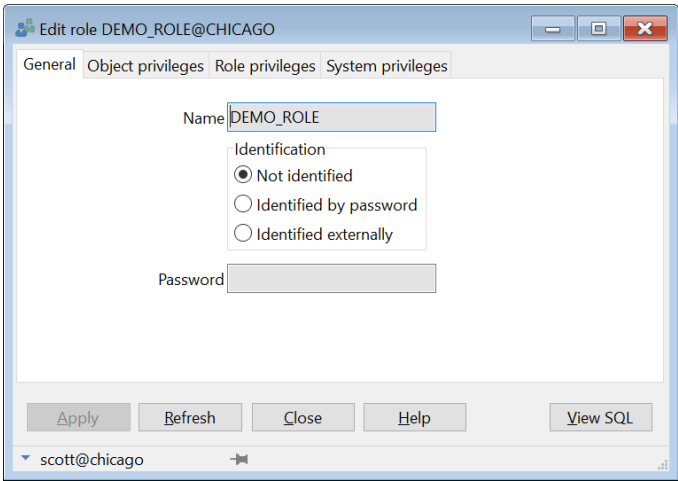 Edit role DEMO_ROLE@CHICAGO
General Object privileges Role privileges System privileges
Name DEMO_ROLE
Identification
Not identified
Identified by password
Identified externally
Password
Apply Refresh Close Help View SQL
scott@chicago